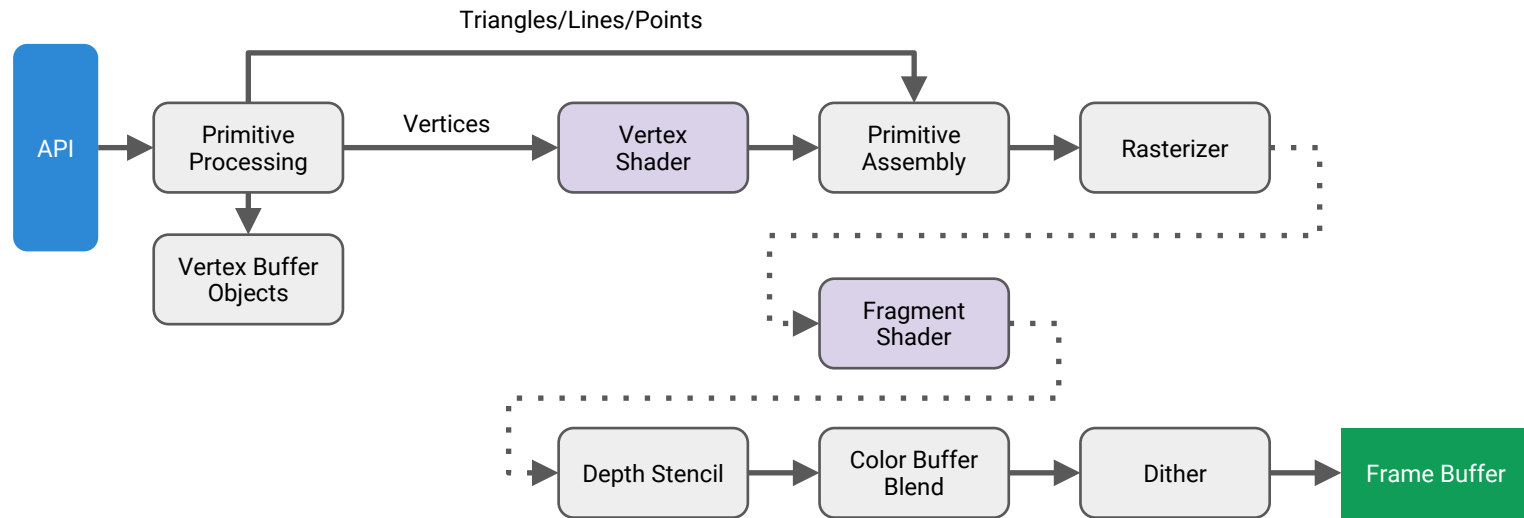 Triangles/Lines/Points
API
Primitive
Processing
Vertices
Vertex
Shader
Primitive
Assembly
Rasterizer
Vertex Buffer
Objects
Fragment
Shader
Depth Stencil
Color Buffer
Blend
Dither
Frame Buffer